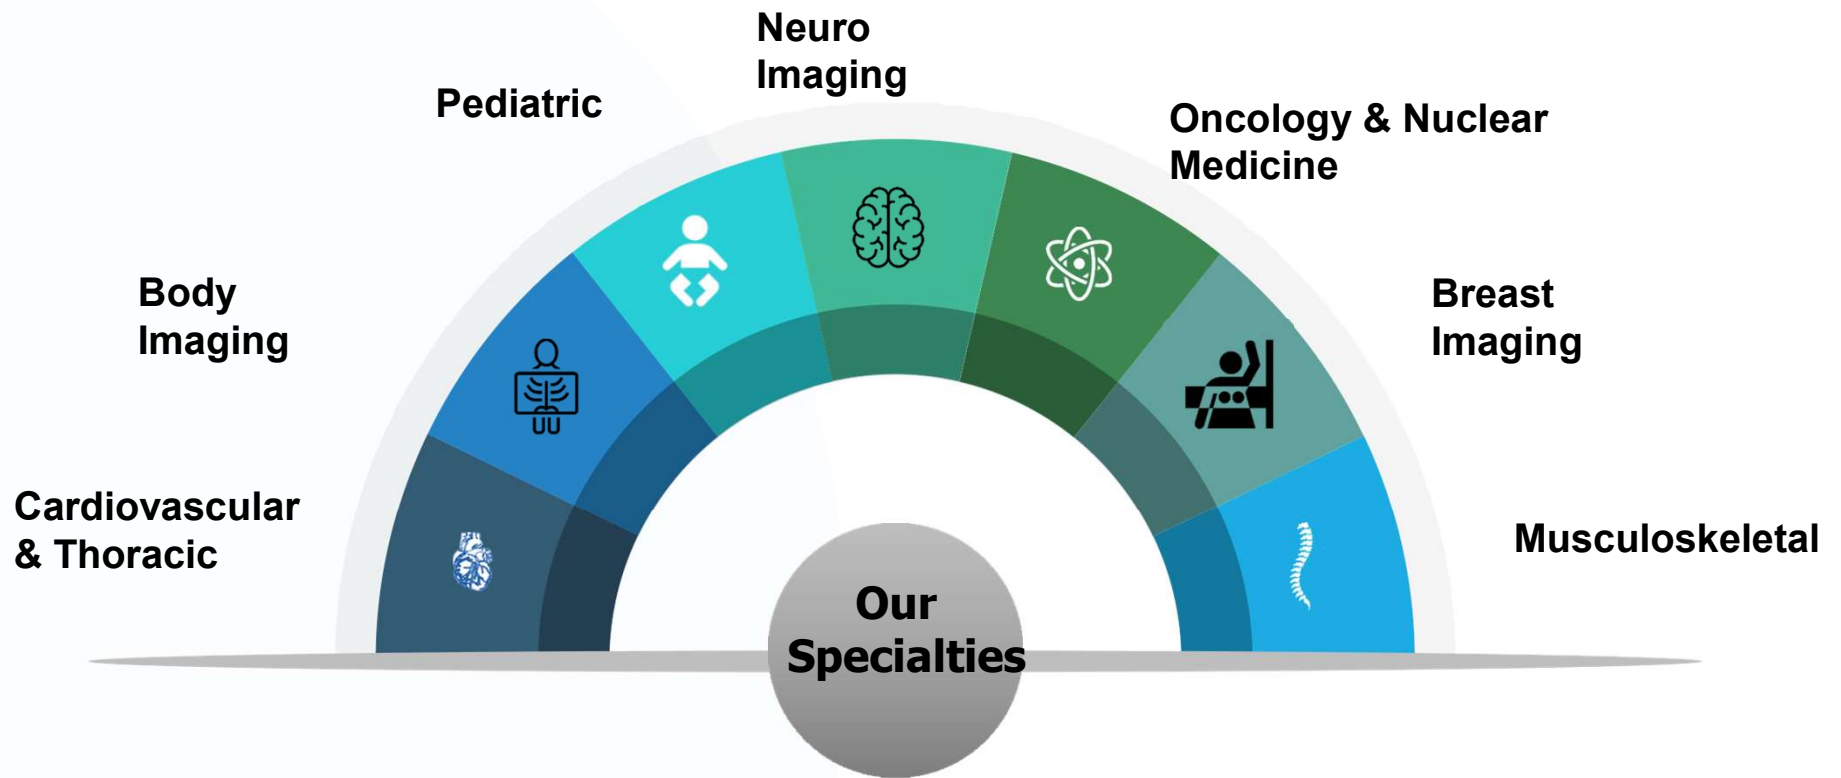 Neuro
Imaging
Pediatric
Oncology & Nuclear
Medicine
Body
Imaging
Breast
Imaging
Cardiovascular
& Thoracic
Musculoskeletal
Our
Specialties